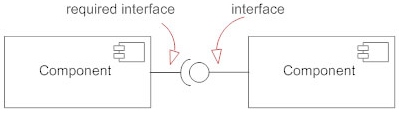 required interface
interface
Component
Component